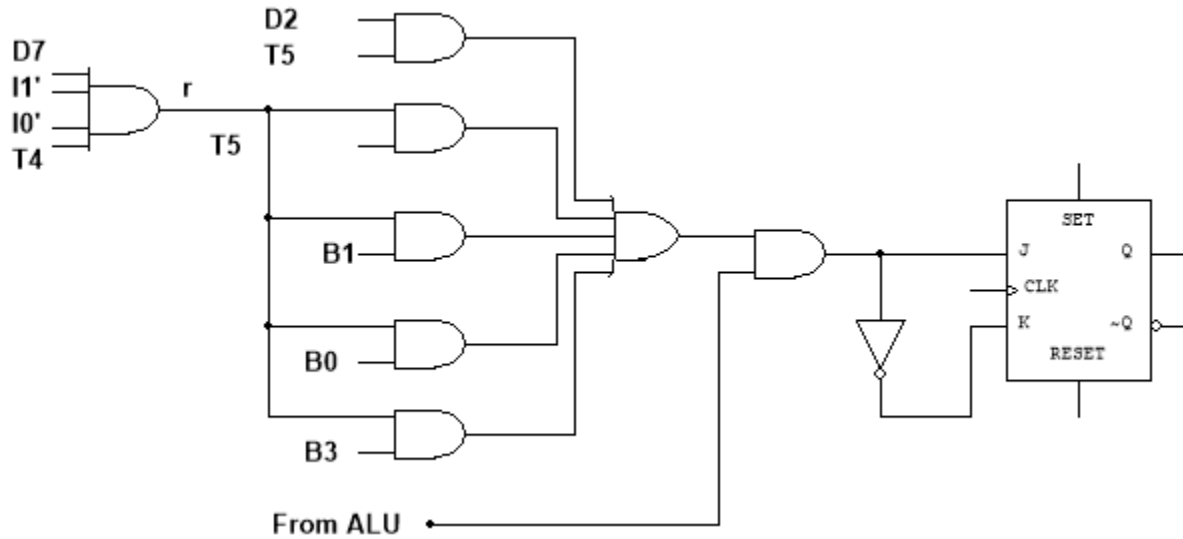 D2
T5
D7
I1'
I0'
T4
r
T5
B1
B0
B3
From ALU
SET
J
Q
CLK
K
~Q
RESET